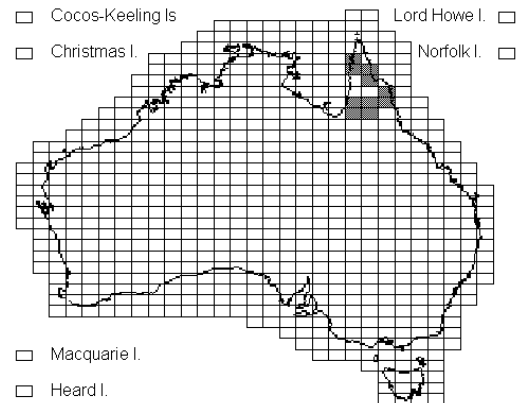 Cocos-Keeling Is
Lord Howe I.
Christmas I.
Norfolk I.
Macquarie I.
Heard I.